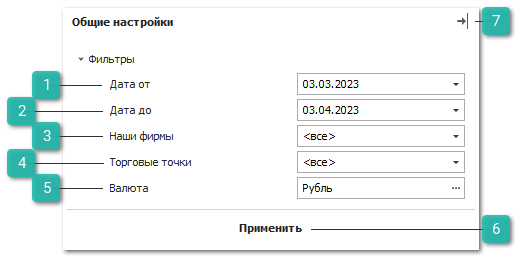 Общие настройки 7
Фильтры
1 Дата от 03.03.2023
2 Дата до 03.04.2023
3 Наши фирмы <все>
4 Торговые точки <все>
5 Валюта Рубль ...
Применить 6